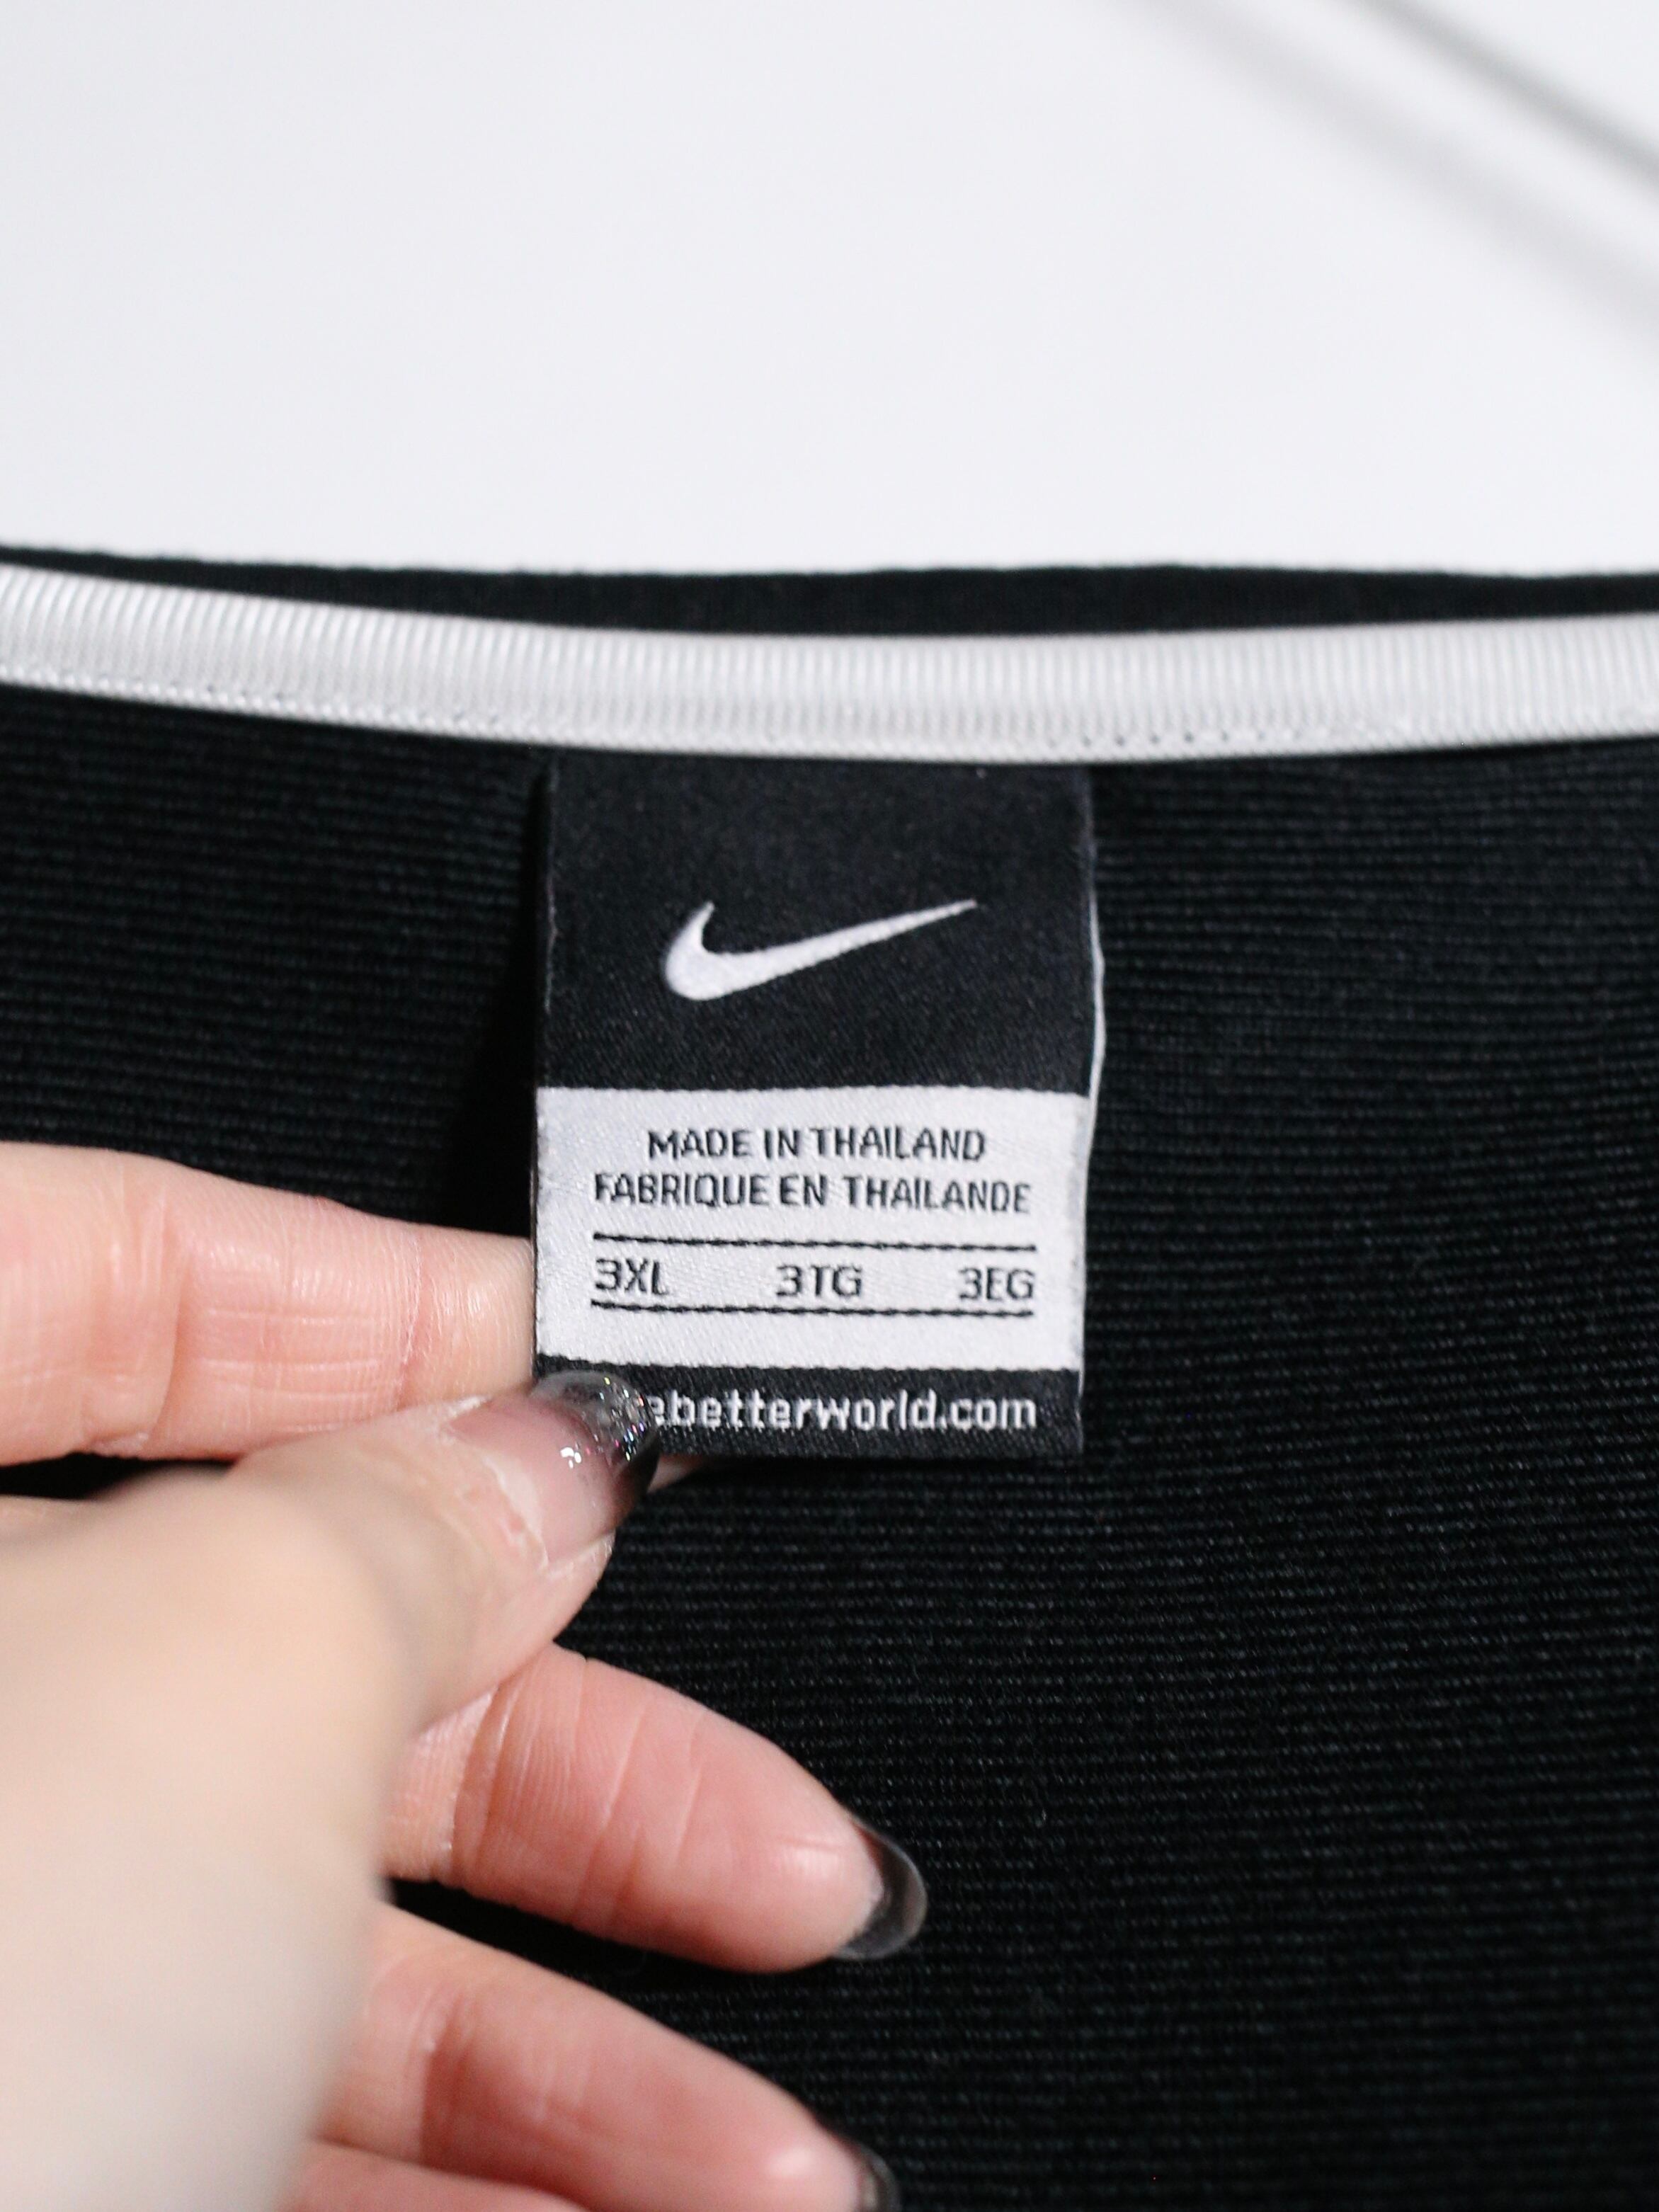 MADE IN THAILAND
FABRIQUE EN THAILANDE
3XL 3TG 3EG
ebetterworld.com